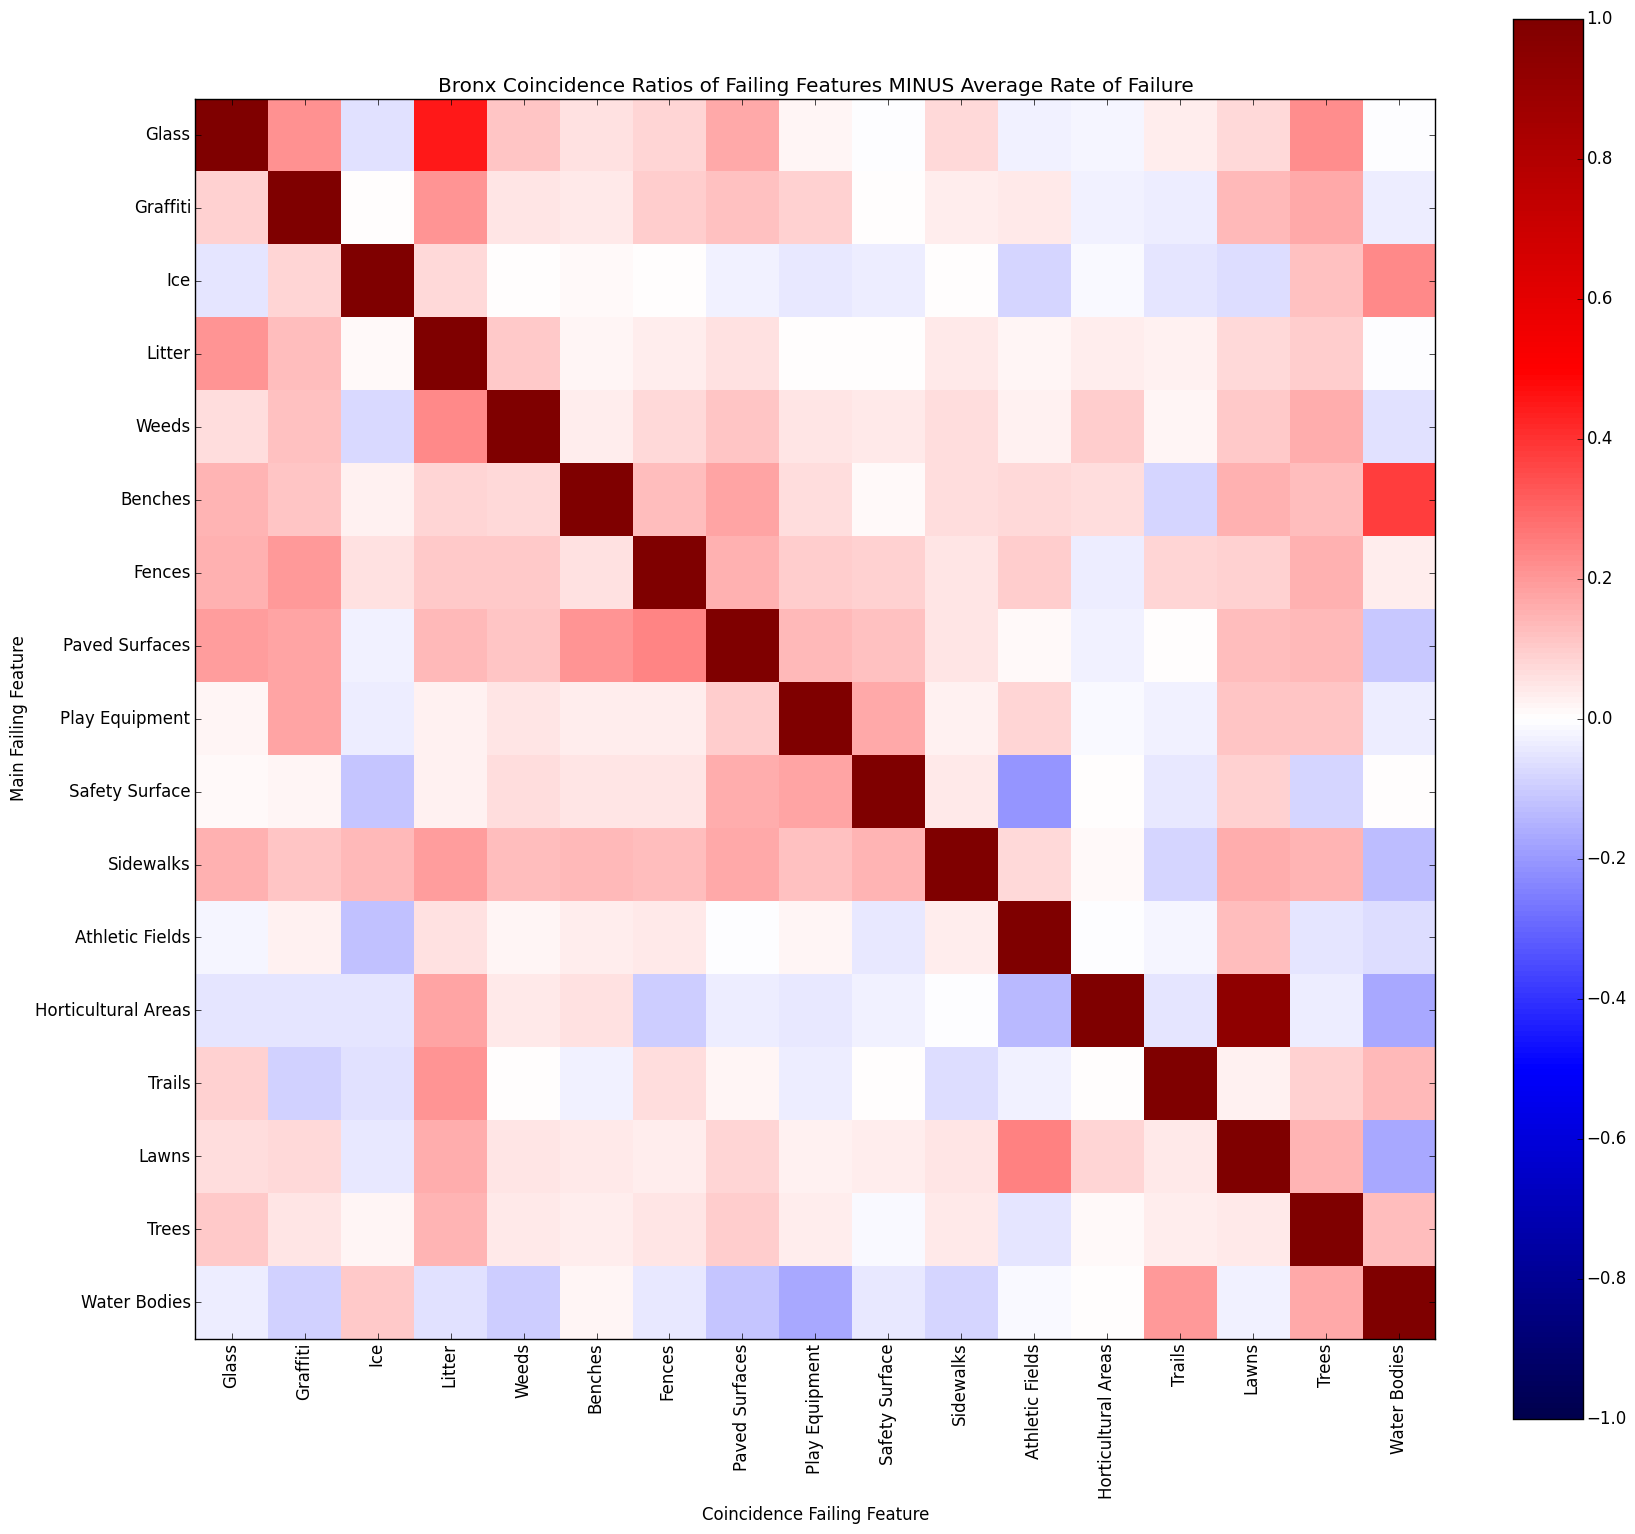 Bronx Coincidence Ratios of Failing Features MINUS Average Rate of Failure
Main Failing Feature
Glass
Graffiti
Ice
Litter
Weeds
Benches
Fences
Paved Surfaces
Play Equipment
Safety Surface
Sidewalks
Athletic Fields
Horticultural Areas
Trails
Lawns
Trees
Water Bodies
Glass
Graffiti
Ice
Litter
Weeds
Benches
Fences
Paved Surfaces
Play Equipment
Safety Surface
Sidewalks
Athletic Fields
Horticultural Areas
Trails
Lawns
Trees
Water Bodies
Coincidence Failing Feature
1.0
0.8
0.6
0.4
0.2
0.0
−0.2
−0.4
−0.6
−0.8
−1.0